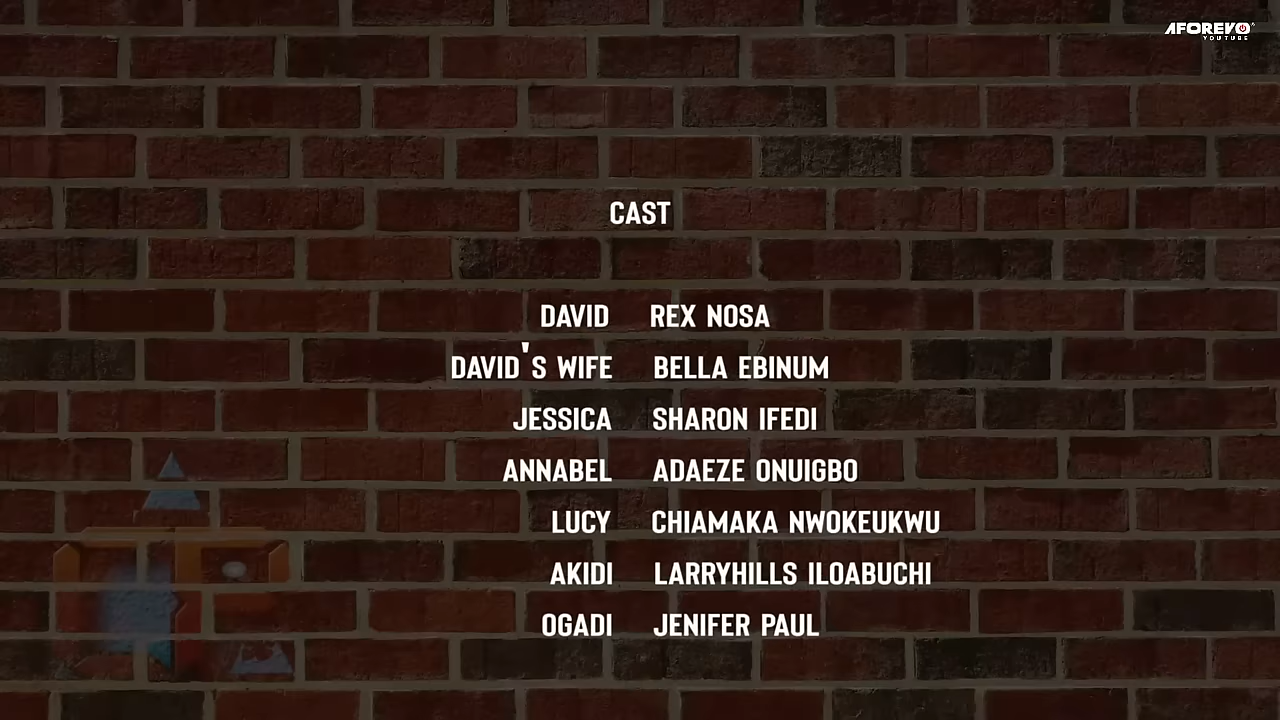 AFOREVO
YOUTUBE
CAST
DAVID REX NOSA
DAVID'S WIFE BELLA EBINUM
JESSICA SHARON IFEDI
ANNABEL ADAEZE ONUIGBO
LUCY CHIAMAKA NWOKEUKWU
AKIDI LARRYHILLS ILOABUCHI
OGADI JENIFER PAUL